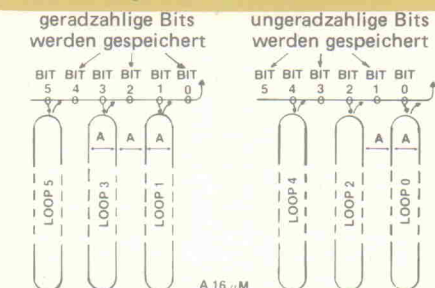 geradzahlige Bits
werden gespeichert
BIT BIT BIT BIT BIT BIT
5 4 3 2 1 0
A A A
LOOP 5
LOOP 3
LOOP 1
ungeradzahlige Bits
werden gespeichert
BIT BIT BIT BIT BIT BIT
5 4 3 2 1 0
A A
LOOP 4
LOOP 2
LOOP 0
A 16 μM